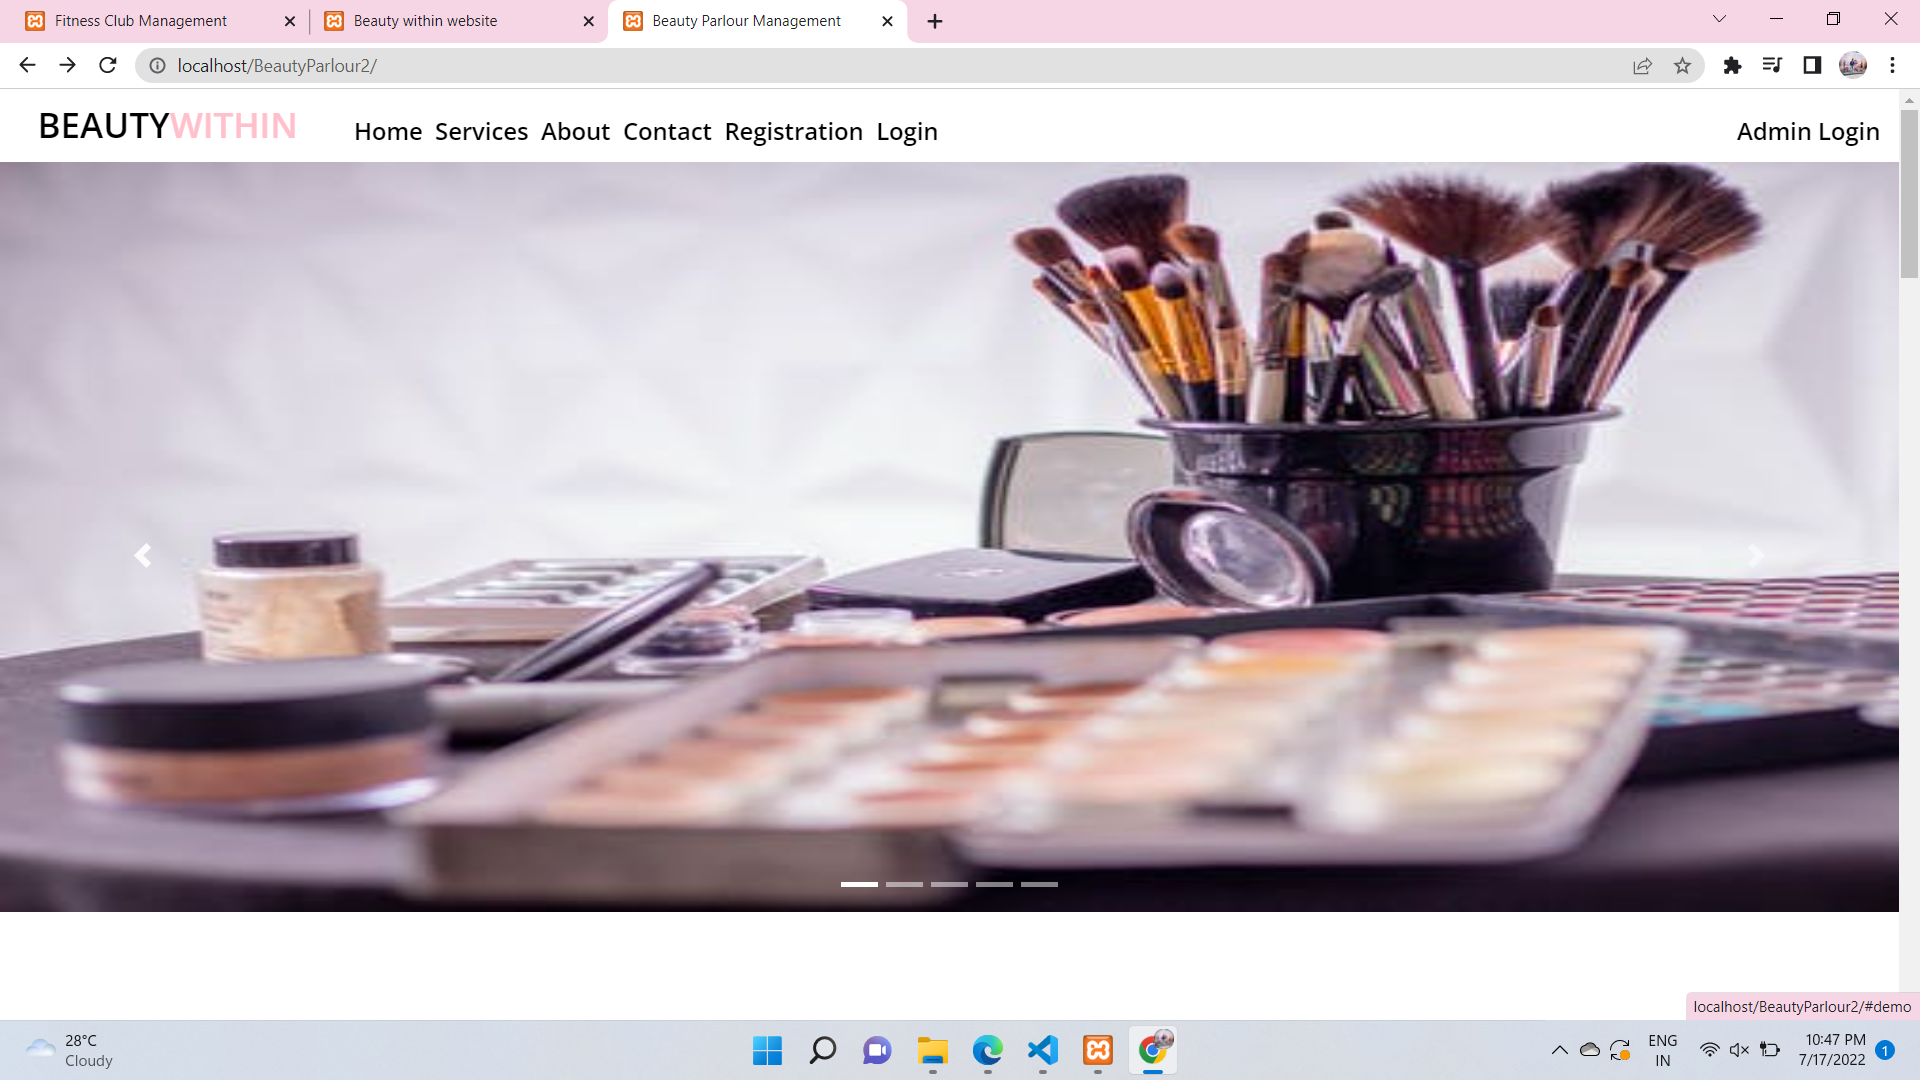 Fitness Club Management
Beauty within website
Beauty Parlour Management
localhost/BeautyParlour2/
BEAUTYWITHIN
Home Services About Contact Registration Login
Admin Login
localhost/BeautyParlour2/#demo
28°C
Cloudy
ENG
IN
10:47 PM
7/17/2022
1